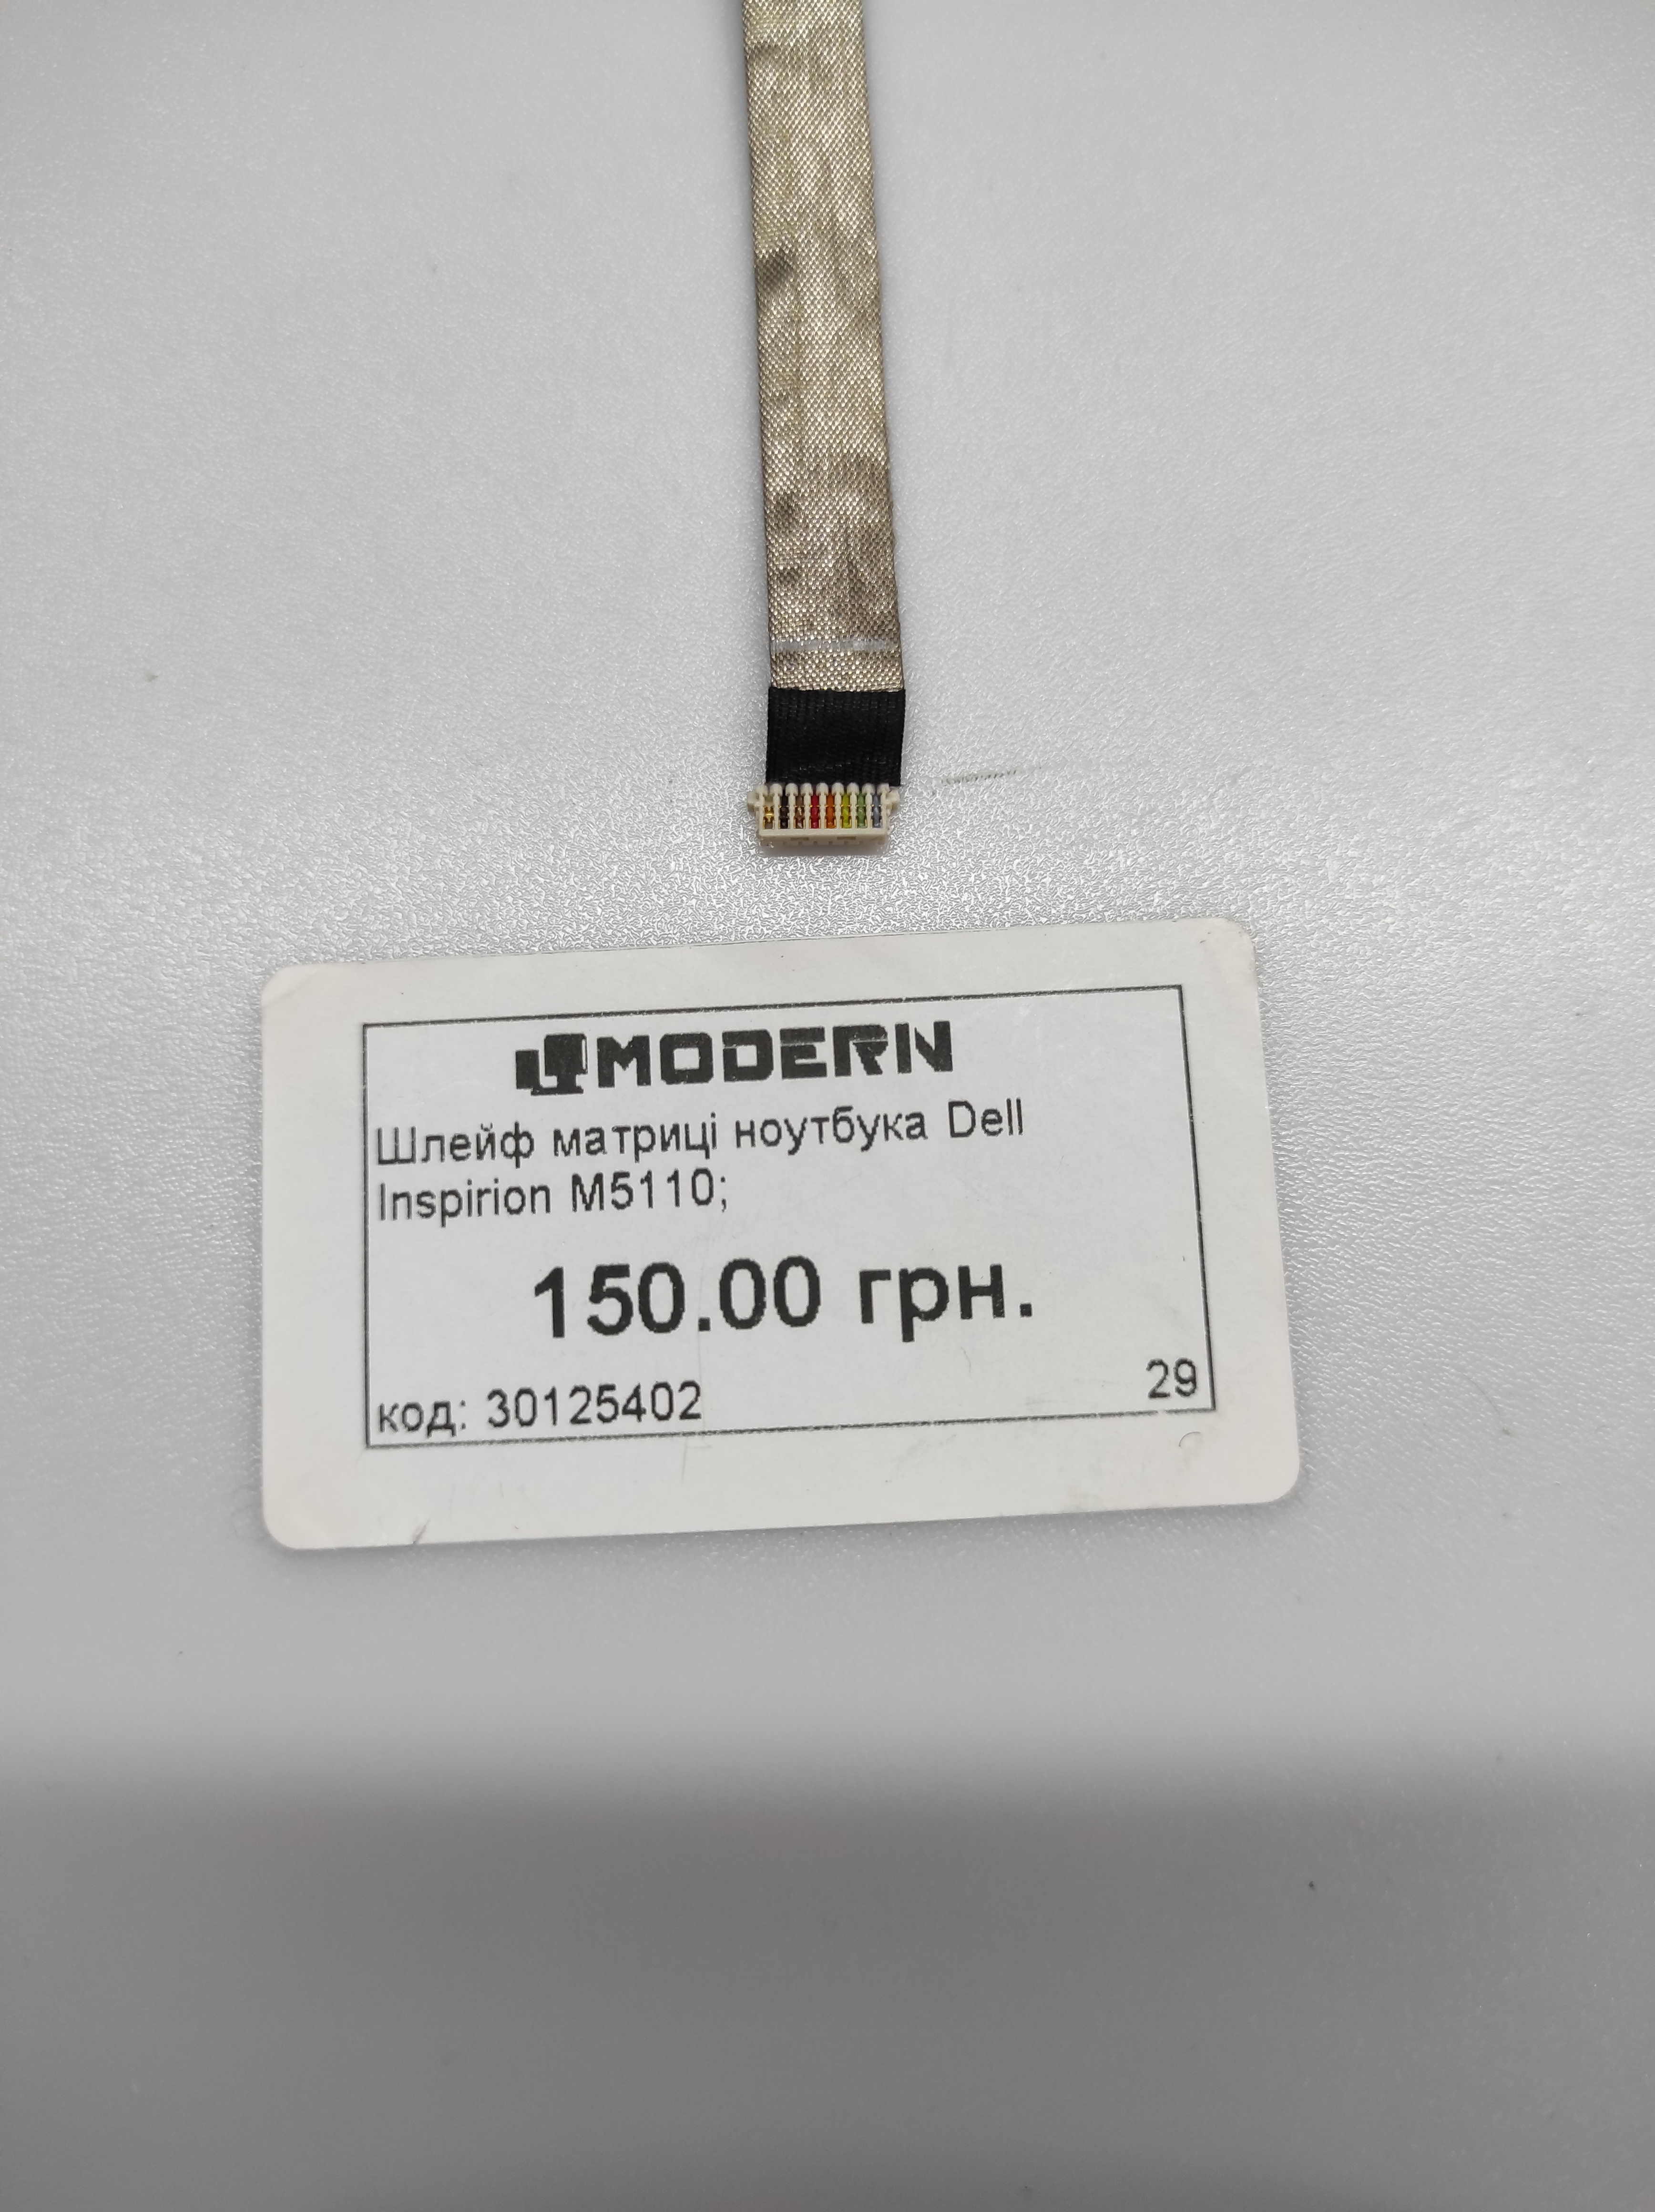 MODERN
Шлейф матриці ноутбука Dell
Inspirion M5110;
150.00 грн.
код: 30125402
29